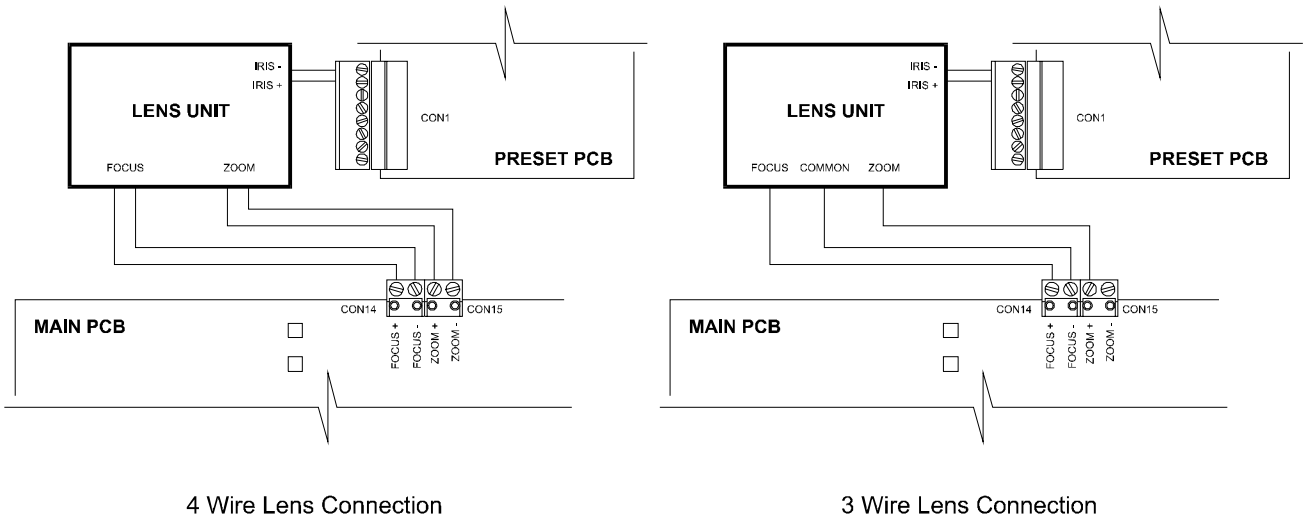 IRIS -
IRIS +
LENS UNIT
CON1
PRESET PCB
FOCUS ZOOM
CON14 CON15
MAIN PCB
FOCUS +
FOCUS -
ZOOM +
ZOOM -
4 Wire Lens Connection
IRIS -
IRIS +
LENS UNIT
CON1
PRESET PCB
FOCUS COMMON ZOOM
CON14 CON15
MAIN PCB
FOCUS +
FOCUS -
ZOOM +
ZOOM -
3 Wire Lens Connection